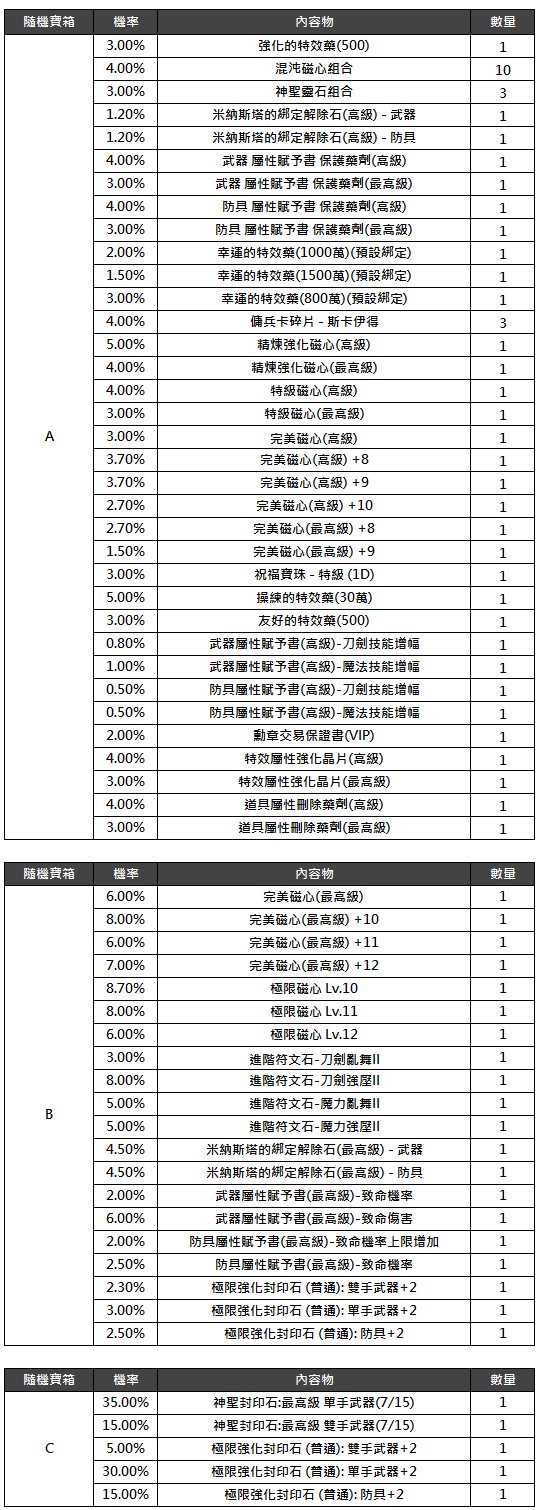 隨機寶箱 機率 內容物 數量
3.00% 強化的特效藥(500) 1
4.00% 混沌磁心組合 10
3.00% 神聖靈石組合 3
1.20% 米納斯塔的綁定解除石(高級) - 武器 1
1.20% 米納斯塔的綁定解除石(高級) - 防具 1
4.00% 武器 屬性賦予書 保護藥劑(高級) 1
3.00% 武器 屬性賦予書 保護藥劑(最高級) 1
4.00% 防具 屬性賦予書 保護藥劑(高級) 1
3.00% 防具 屬性賦予書 保護藥劑(最高級) 1
2.00% 幸運的特效藥(1000萬)(預設綁定) 1
1.50% 幸運的特效藥(1500萬)(預設綁定) 1
3.00% 幸運的特效藥(800萬)(預設綁定) 1
4.00% 傭兵卡碎片 - 斯卡伊得 3
5.00% 精煉強化磁心(高級) 1
4.00% 精煉強化磁心(最高級) 1
4.00% 特級磁心(高級) 1
3.00% 特級磁心(最高級) 1
A 3.00% 完美磁心(高級) 1
3.70% 完美磁心(高級) +8 1
3.70% 完美磁心(高級) +9 1
2.70% 完美磁心(高級) +10 1
2.70% 完美磁心(最高級) +8 1
1.50% 完美磁心(最高級) +9 1
3.00% 祝福寶珠 - 特級 (1D) 1
5.00% 操練的特效藥(30萬) 1
3.00% 友好的特效藥(500) 1
0.80% 武器屬性賦予書(高級)-刀劍技能增幅 1
1.00% 武器屬性賦予書(高級)-魔法技能增幅 1
0.50% 防具屬性賦予書(高級)-刀劍技能增幅 1
0.50% 防具屬性賦予書(高級)-魔法技能增幅 1
2.00% 勳章交易保證書(VIP) 1
4.00% 特效屬性強化晶片(高級) 1
3.00% 特效屬性強化晶片(最高級) 1
4.00% 道具屬性刪除藥劑(高級) 1
3.00% 道具屬性刪除藥劑(最高級) 1
隨機寶箱 機率 內容物 數量
6.00% 完美磁心(最高級) 1
8.00% 完美磁心(最高級) +10 1
6.00% 完美磁心(最高級) +11 1
7.00% 完美磁心(最高級) +12 1
8.70% 極限磁心 Lv.10 1
8.00% 極限磁心 Lv.11 1
6.00% 極限磁心 Lv.12 1
3.00% 進階符文石-刀劍亂舞II 1
8.00% 進階符文石-刀劍強壓II 1
B 5.00% 進階符文石-魔力亂舞II 1
5.00% 進階符文石-魔力強壓II 1
4.50% 米納斯塔的綁定解除石(最高級) - 武器 1
4.50% 米納斯塔的綁定解除石(最高級) - 防具 1
2.00% 武器屬性賦予書(最高級)-致命機率 1
6.00% 武器屬性賦予書(最高級)-致命傷害 1
2.00% 防具屬性賦予書(最高級)-致命機率上限增加 1
2.50% 防具屬性賦予書(最高級)-致命機率 1
2.30% 極限強化封印石 (普通): 雙手武器+2 1
3.00% 極限強化封印石 (普通): 單手武器+2 1
2.50% 極限強化封印石 (普通): 防具+2 1
隨機寶箱 機率 內容物 數量
35.00% 神聖封印石:最高級 單手武器(7/15) 1
15.00% 神聖封印石:最高級 雙手武器(7/15) 1
C 5.00% 極限強化封印石 (普通): 雙手武器+2 1
30.00% 極限強化封印石 (普通): 單手武器+2 1
15.00% 極限強化封印石 (普通): 防具+2 1